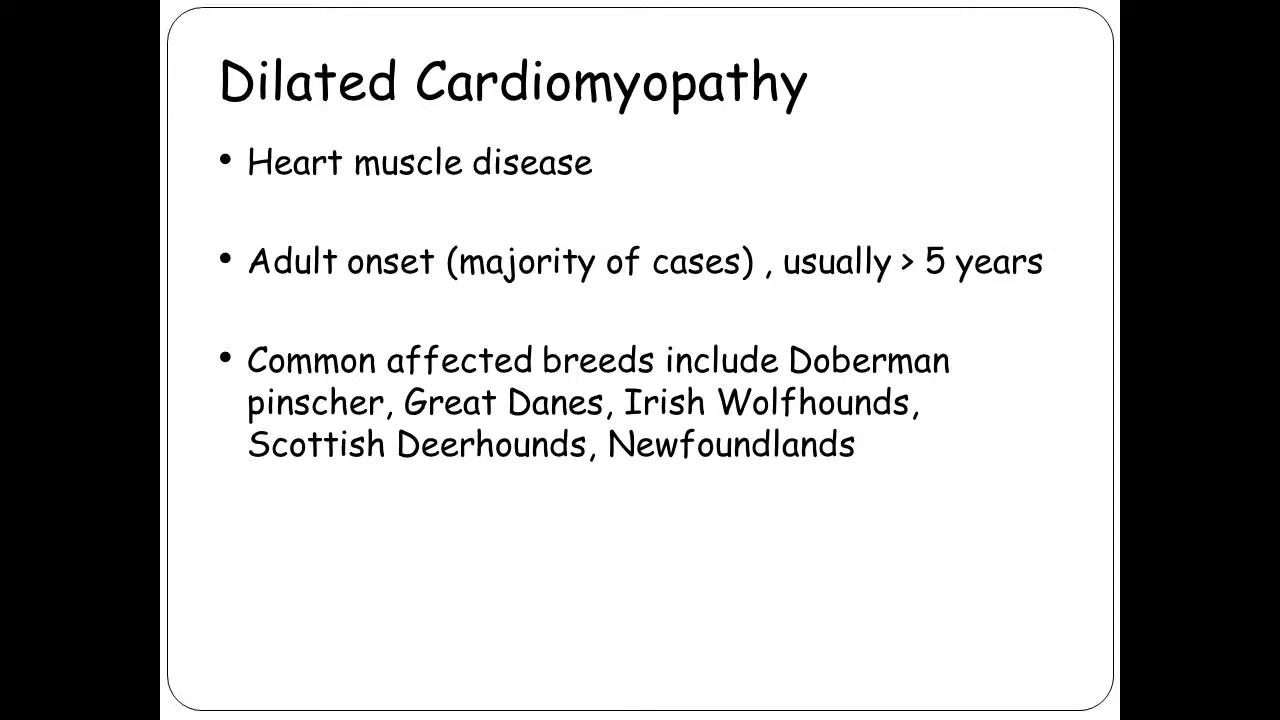 Dilated Cardiomyopathy
• Heart muscle disease
• Adult onset (majority of cases) , usually > 5 years
• Common affected breeds include Doberman
pinscher, Great Danes, Irish Wolfhounds,
Scottish Deerhounds, Newfoundlands